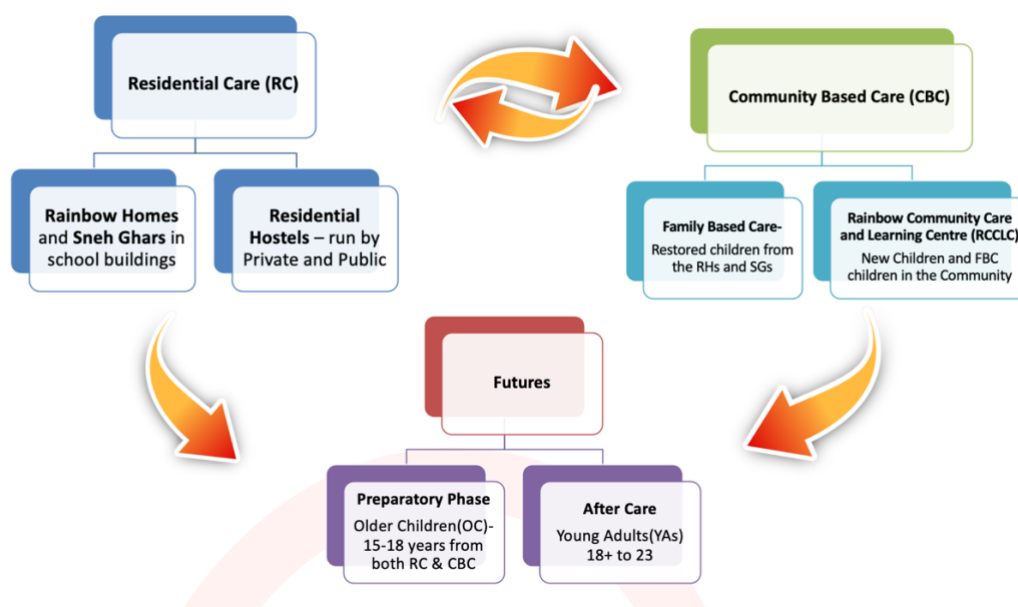 Residential Care (RC)
Rainbow Homes
and Sneh Ghars in
school buildings
Residential
Hostels – run by
Private and Public
Community Based Care (CBC)
Family Based Care-
Restored children from
the RHs and SGs
Rainbow Community Care
and Learning Centre (RCCLC)
New Children and FBC
children in the Community
Futures
Preparatory Phase
Older Children(OC)-
15-18 years from
both RC & CBC
After Care
Young Adults(YAs)
18+ to 23